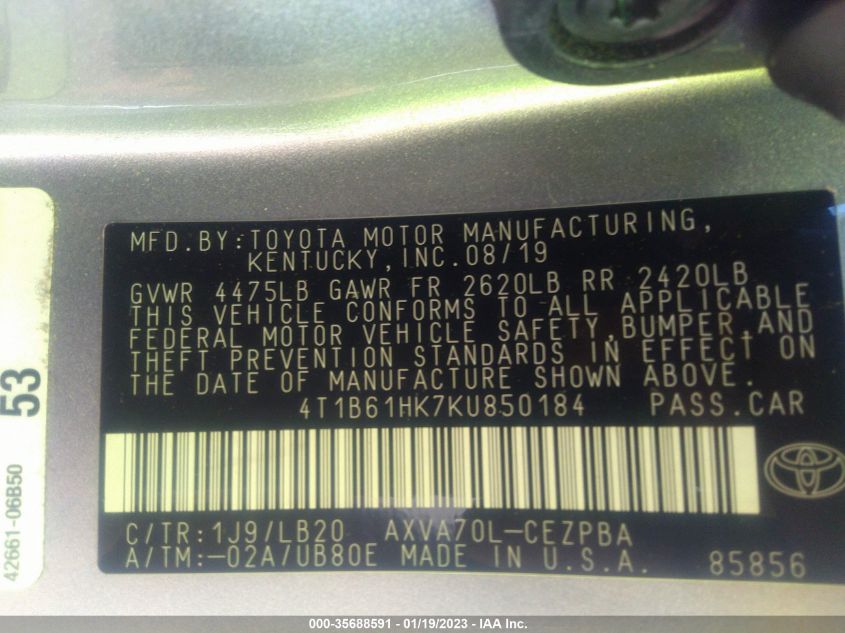 MFD.BY:TOYOTA MOTOR MANUFACTURING,
KENTUCKY,INC.08/19
GVWR 4475LB GAWR FR 2620LB RR 2420LB
THIS VEHICLE CONFORMS TO ALL APPLICABLE
FEDERAL MOTOR VEHICLE SAFETY,BUMPER,AND
THEFT PREVENTION STANDARDS IN EFFECT ON
THE DATE OF MANUFACTURE SHOWN ABOVE.
4T1B61HK7KU850184 PASS.CAR
C/TR:1J9/LB20 AXVA70L-CEZPBA
A/TM:-02A/UB80E MADE IN U.S.A. 85856
53
42661-06B50
000-35688591 - 01/19/2023 - IAA Inc.